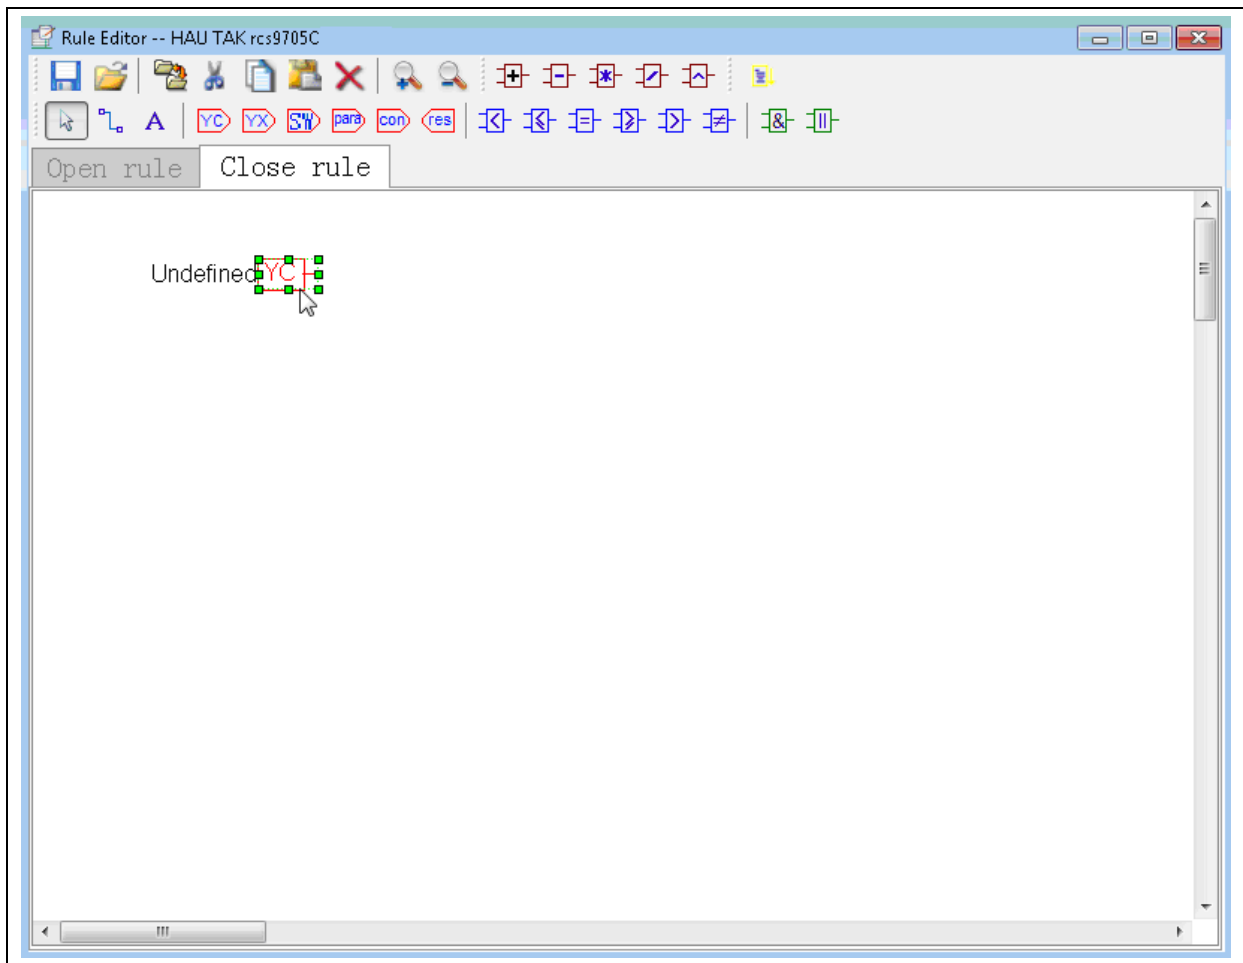 Rule Editor -- HAU TAK rcs9705C
A YC YX SW para con res < ≤ = ≥ > ≠ & ||
Open rule Close rule
Undefined YC